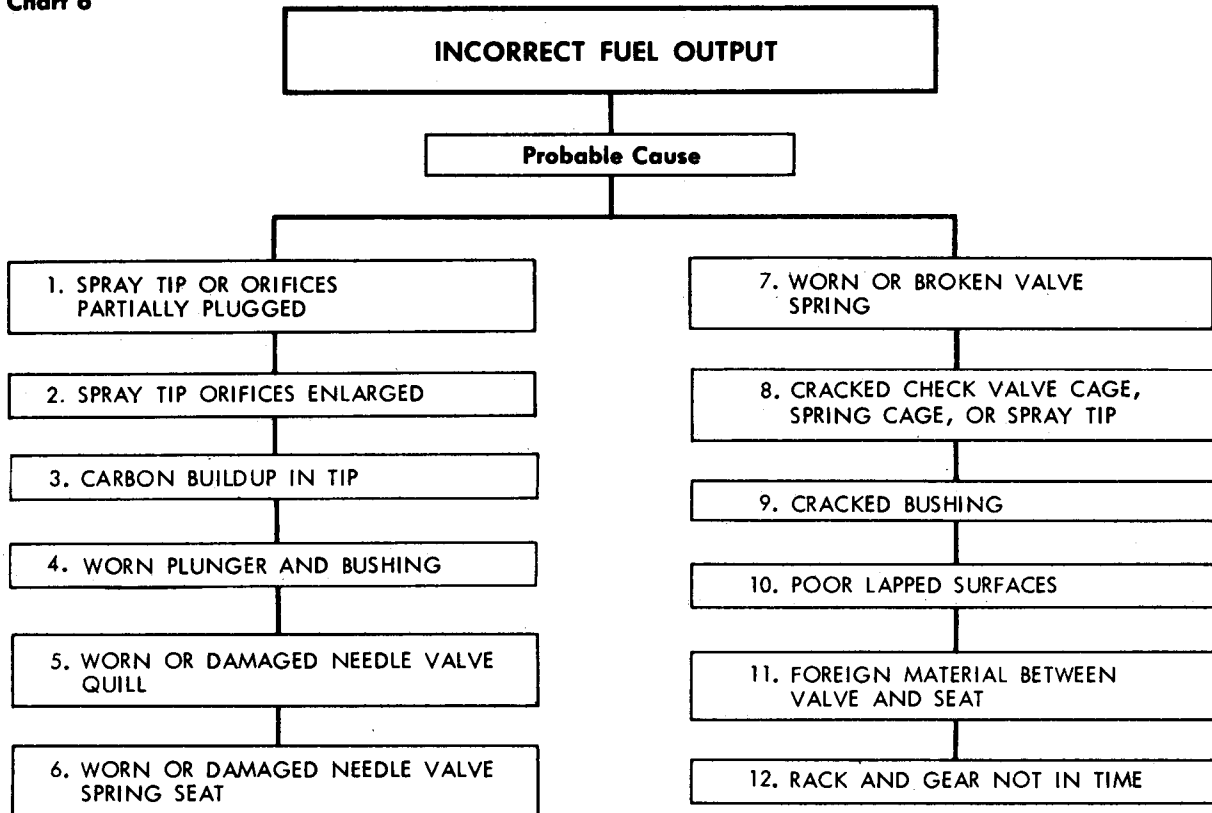 Chart 6
INCORRECT FUEL OUTPUT
Probable Cause
1. SPRAY TIP OR ORIFICES
PARTIALLY PLUGGED
2. SPRAY TIP ORIFICES ENLARGED
3. CARBON BUILDUP IN TIP
4. WORN PLUNGER AND BUSHING
5. WORN OR DAMAGED NEEDLE VALVE
QUILL
6. WORN OR DAMAGED NEEDLE VALVE
SPRING SEAT
7. WORN OR BROKEN VALVE
SPRING
8. CRACKED CHECK VALVE CAGE,
SPRING CAGE, OR SPRAY TIP
9. CRACKED BUSHING
10. POOR LAPPED SURFACES
11. FOREIGN MATERIAL BETWEEN
VALVE AND SEAT
12. RACK AND GEAR NOT IN TIME